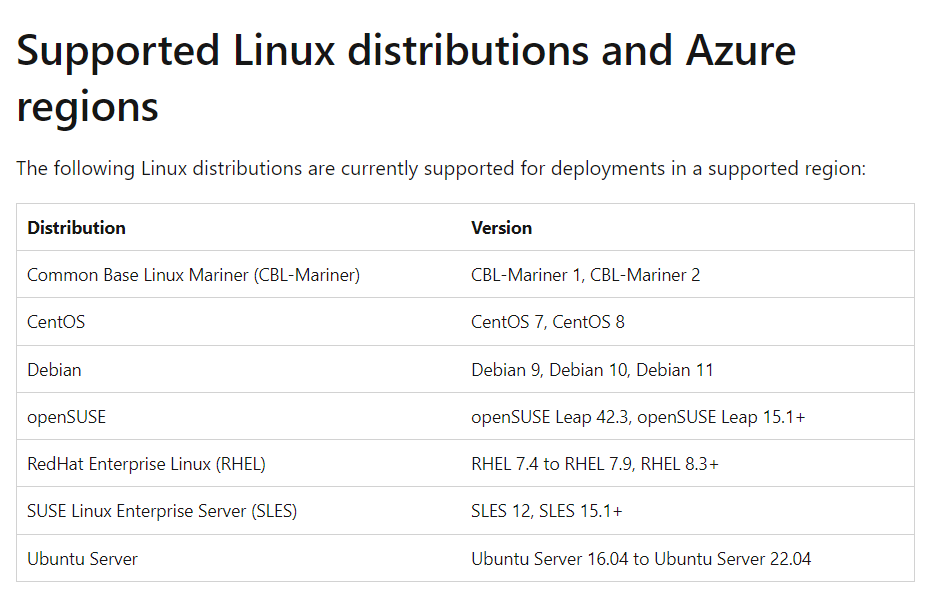 Supported Linux distributions and Azure
regions
The following Linux distributions are currently supported for deployments in a supported region:
Distribution Version
Common Base Linux Mariner (CBL-Mariner) CBL-Mariner 1, CBL-Mariner 2
CentOS CentOS 7, CentOS 8
Debian Debian 9, Debian 10, Debian 11
openSUSE openSUSE Leap 42.3, openSUSE Leap 15.1+
RedHat Enterprise Linux (RHEL) RHEL 7.4 to RHEL 7.9, RHEL 8.3+
SUSE Linux Enterprise Server (SLES) SLES 12, SLES 15.1+
Ubuntu Server Ubuntu Server 16.04 to Ubuntu Server 22.04